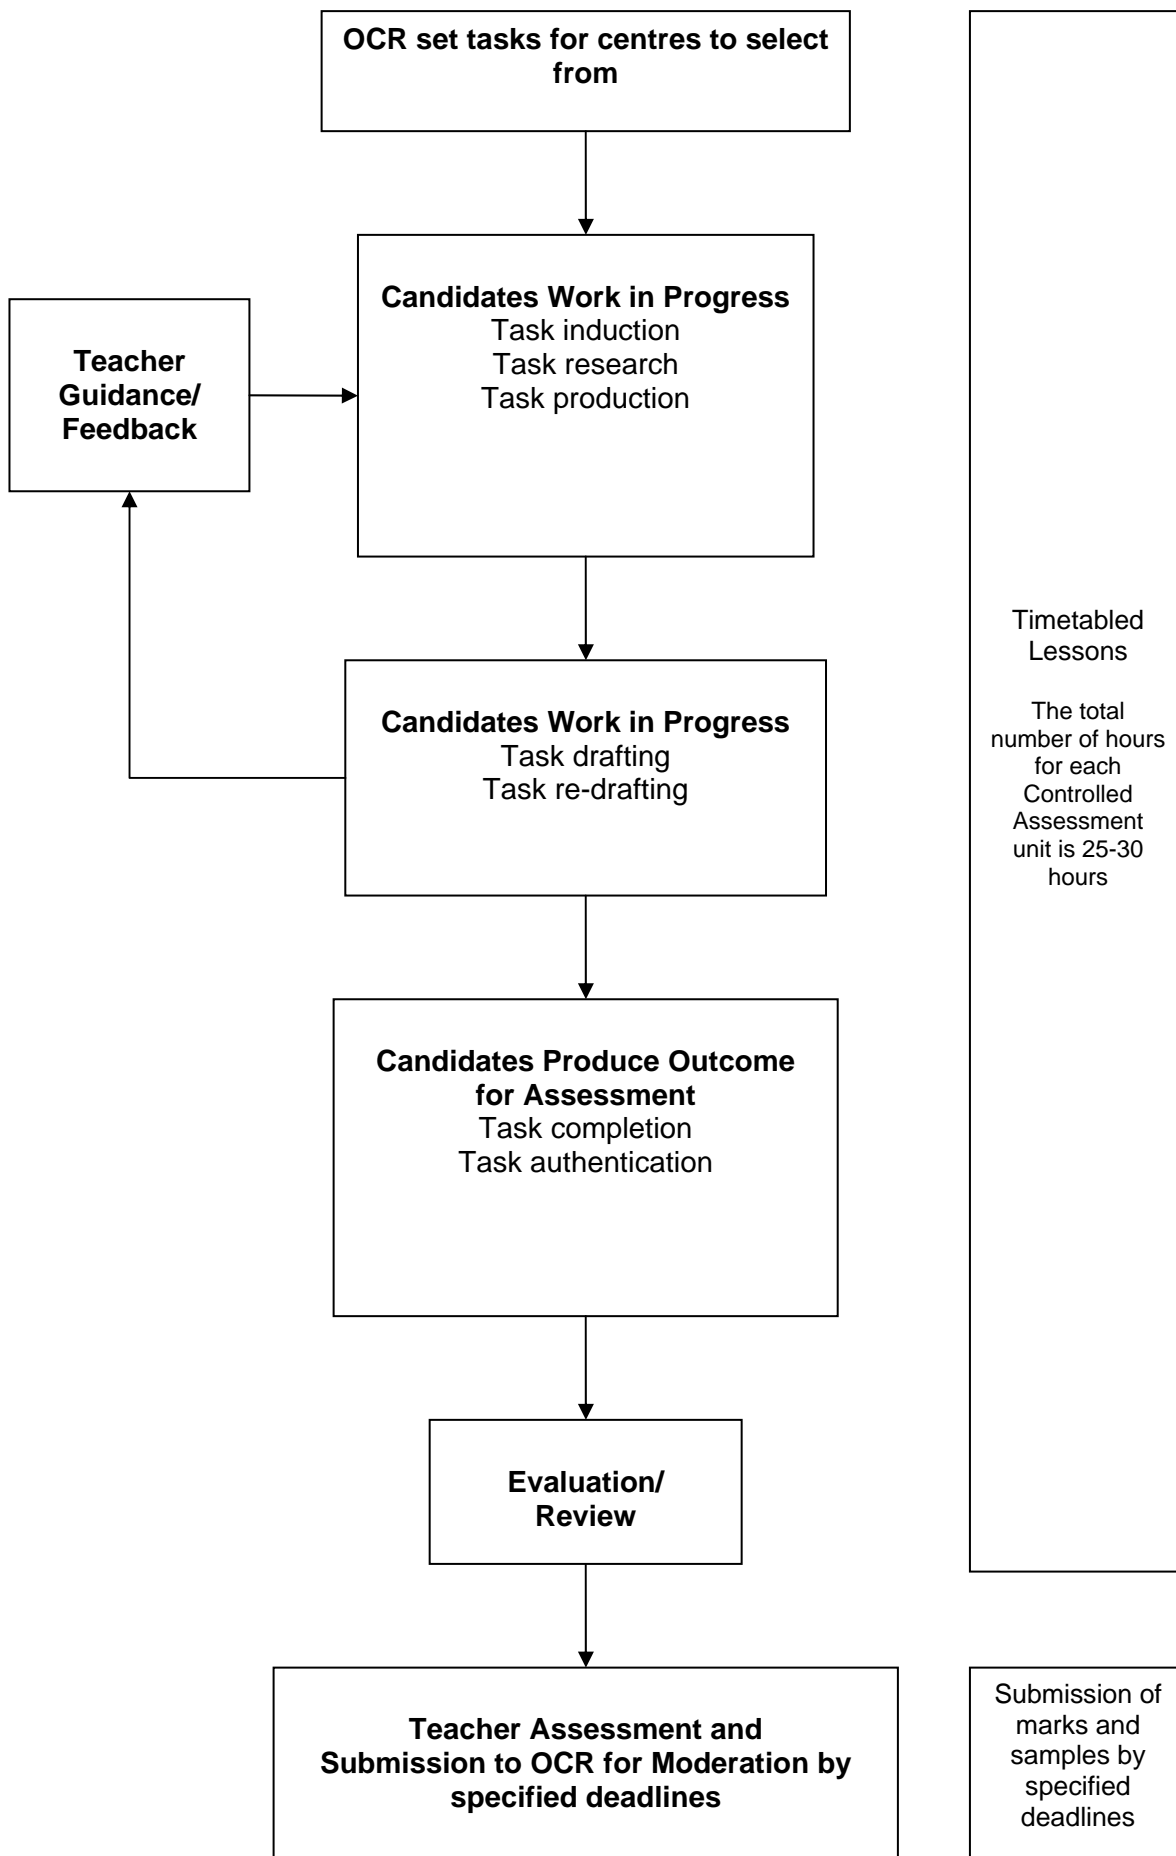 OCR set tasks for centres to select
from
Candidates Work in Progress
Task induction
Task research
Task production
Teacher
Guidance/
Feedback
Candidates Work in Progress
Task drafting
Task re-drafting
Candidates Produce Outcome
for Assessment
Task completion
Task authentication
Evaluation/
Review
Teacher Assessment and
Submission to OCR for Moderation by
specified deadlines
Timetabled
Lessons
The total
number of hours
for each
Controlled
Assessment
unit is 25-30
hours
Submission of
marks and
samples by
specified
deadlines